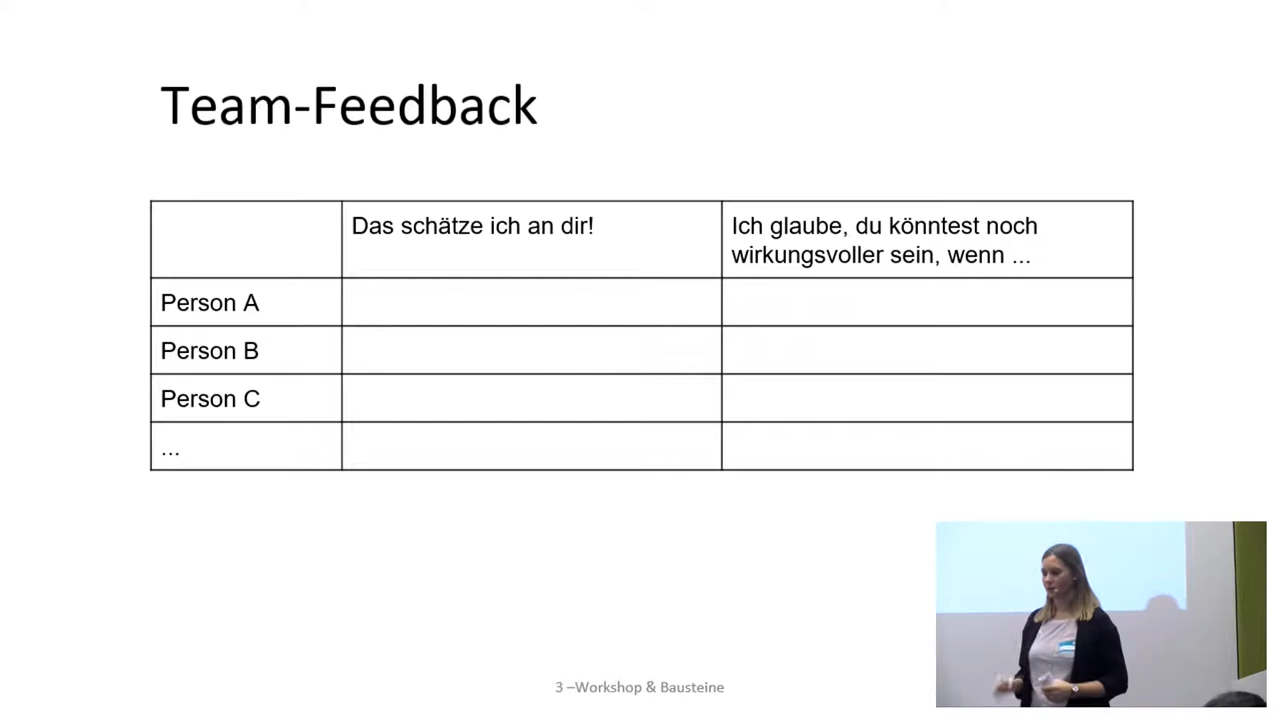 Team-Feedback
Das schätze ich an dir!
Ich glaube, du könntest noch
wirkungsvoller sein, wenn ...
Person A
Person B
Person C
...
3 –Workshop & Bausteine